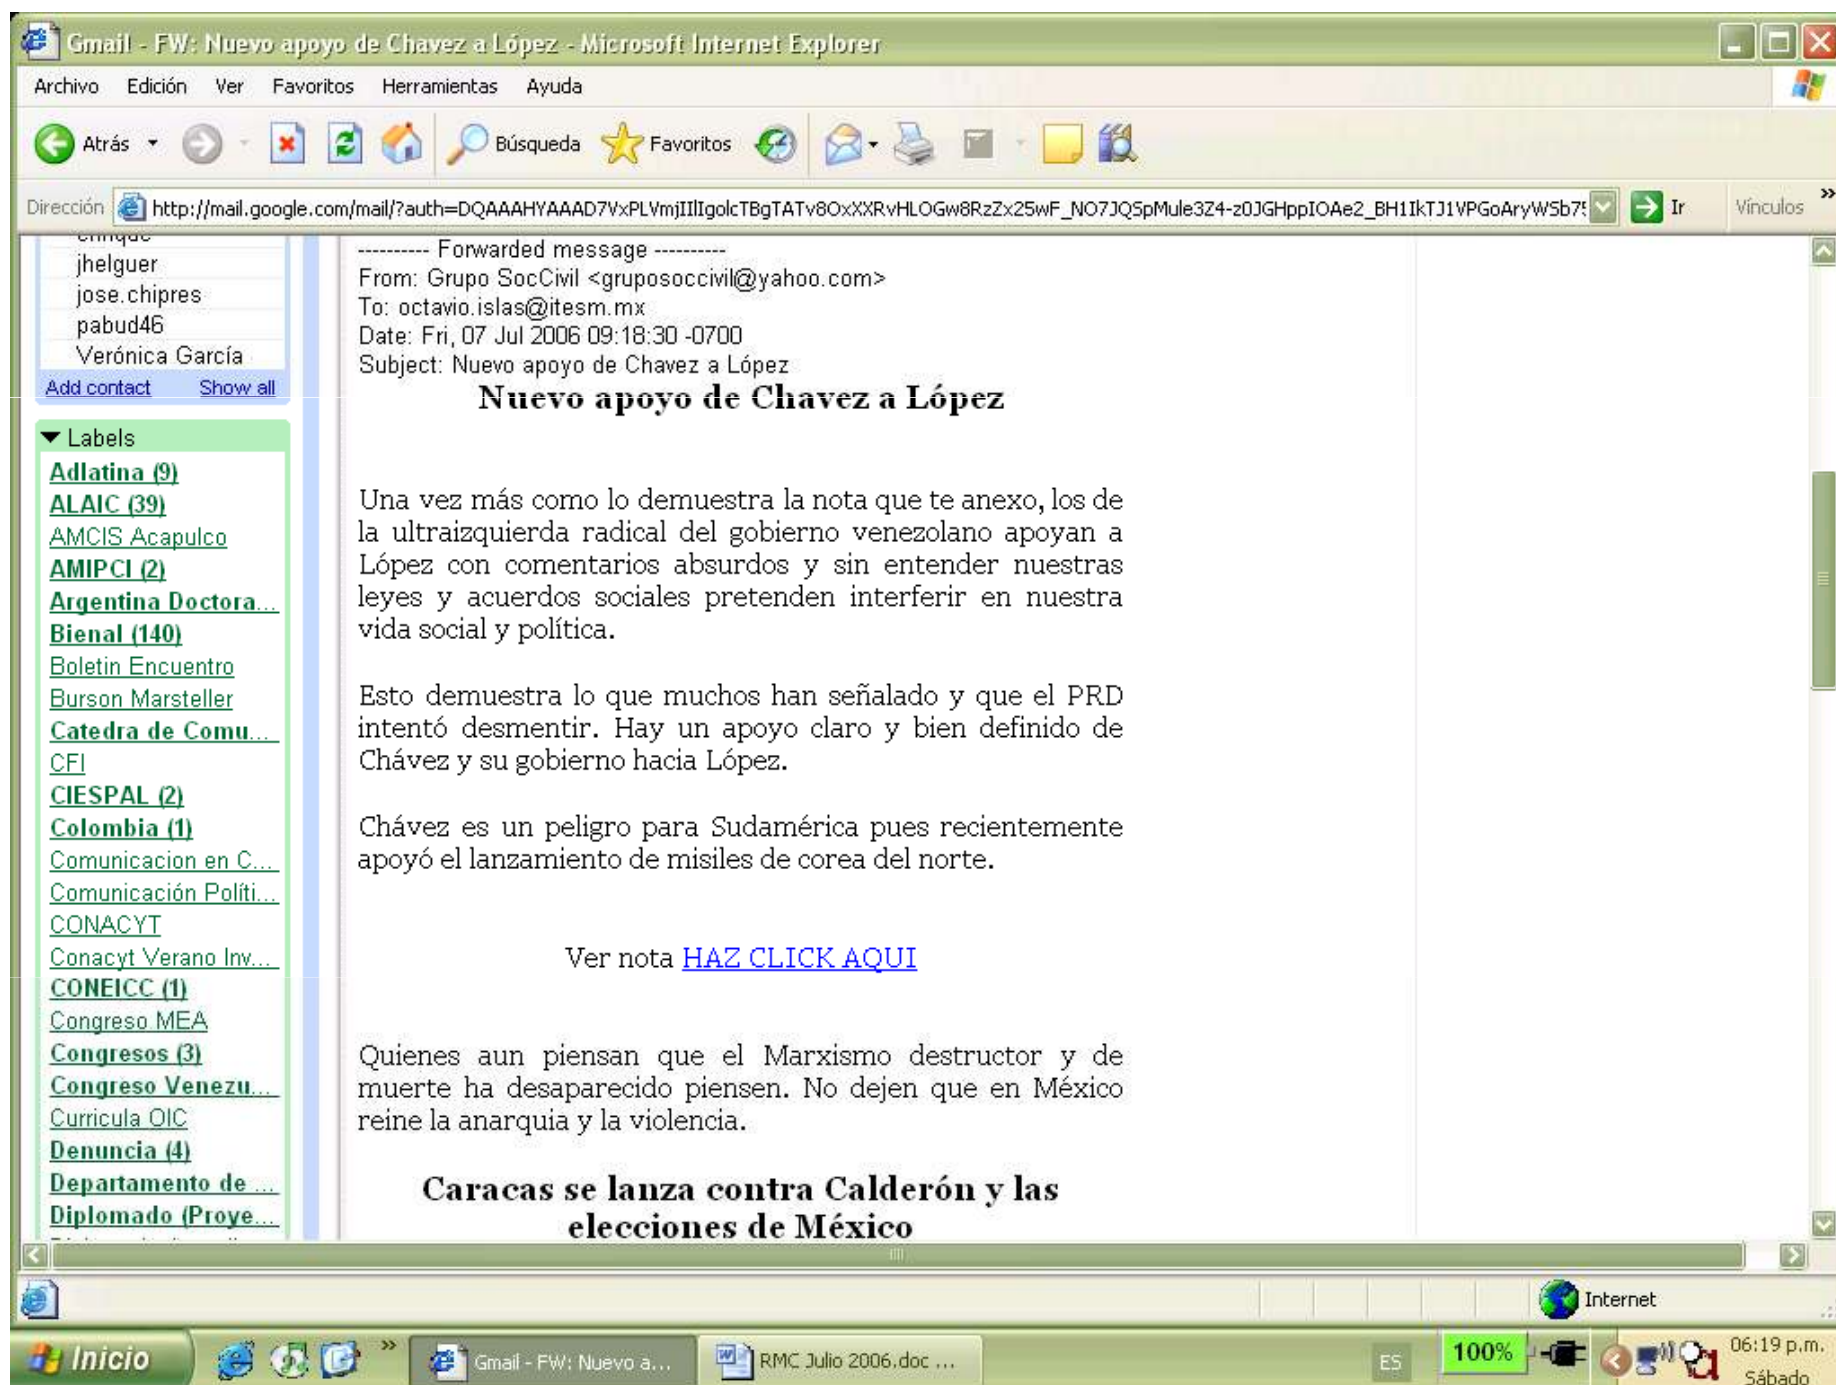 Gmail - FW: Nuevo apoyo de Chavez a López - Microsoft Internet Explorer
Archivo Edición Ver Favoritos Herramientas Ayuda
Atrás Búsqueda Favoritos
Dirección http://mail.google.com/mail/?auth= Ir Vínculos »
enrique
jhelguer
jose.chipres
pabud46
Verónica García
Add contact Show all
Labels
Adlatina (9)
ALAIC (39)
AMCIS Acapulco
AMIPCI (2)
Argentina Doctora...
Bienal (140)
Boletin Encuentro
Burson Marsteller
Catedra de Comu...
CFI
CIESPAL (2)
Colombia (1)
Comunicacion en C...
Comunicación Políti...
CONACYT
Conacyt Verano Inv...
CONEICC (1)
Congreso MEA
Congresos (3)
Congreso Venezu...
Curricula OIC
Denuncia (4)
Departamento de ...
Diplomado (Proye...
---------- Forwarded message ----------
From: Grupo SocCivil <gruposoccivil@yahoo.com>
To: octavio.islas@itesm.mx
Date: Fri, 07 Jul 2006 09:18:30 -0700
Subject: Nuevo apoyo de Chavez a López
Nuevo apoyo de Chavez a López
Una vez más como lo demuestra la nota que te anexo, los de
la ultraizquierda radical del gobierno venezolano apoyan a
López con comentarios absurdos y sin entender nuestras
leyes y acuerdos sociales pretenden interferir en nuestra
vida social y política.
Esto demuestra lo que muchos han señalado y que el PRD
intentó desmentir. Hay un apoyo claro y bien definido de
Chávez y su gobierno hacia López.
Chávez es un peligro para Sudamérica pues recientemente
apoyó el lanzamiento de misiles de corea del norte.
Ver nota HAZ CLICK AQUI
Quienes aun piensan que el Marxismo destructor y de
muerte ha desaparecido piensen. No dejen que en México
reine la anarquia y la violencia.
Caracas se lanza contra Calderón y las
elecciones de México
Internet
Inicio » Gmail - FW: Nuevo a... RMC Julio 2006.doc ... ES 100% 06:19 p.m.
Sábado